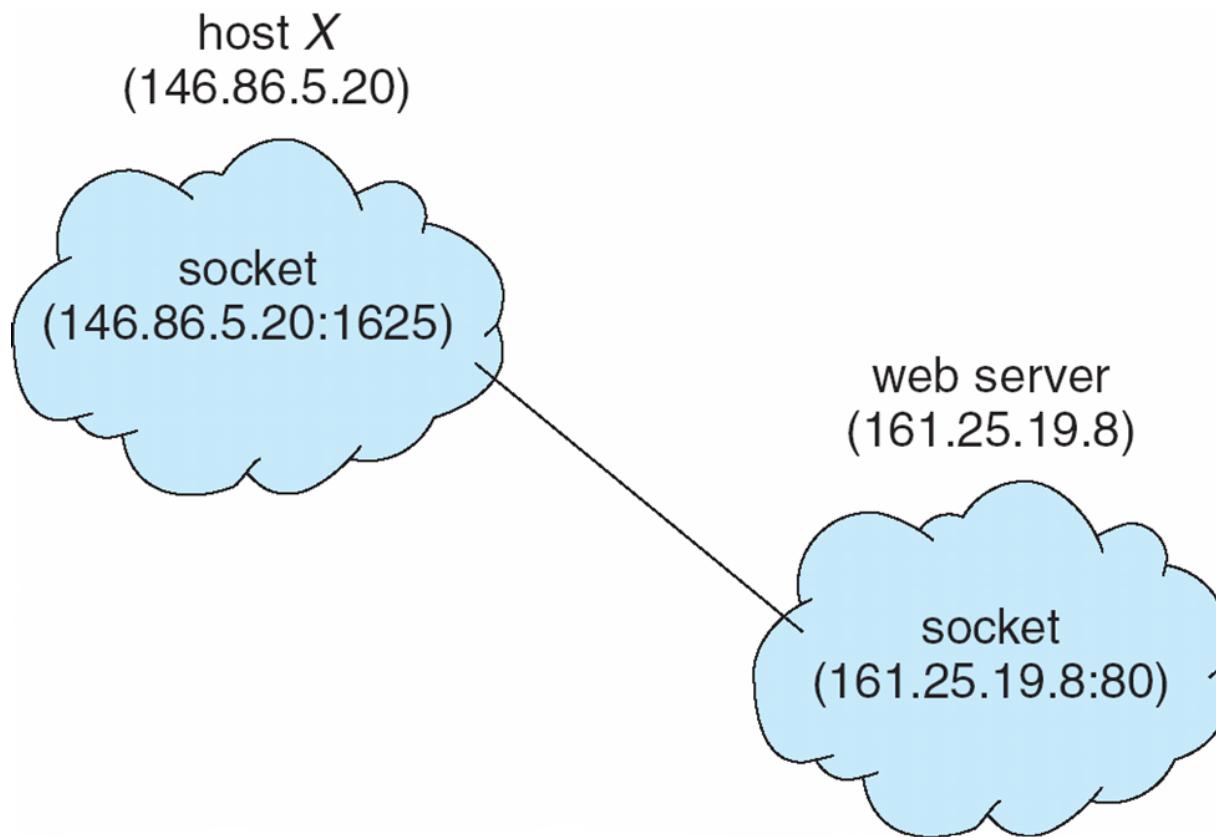 host X
(146.86.5.20)
socket
(146.86.5.20:1625)
web server
(161.25.19.8)
socket
(161.25.19.8:80)